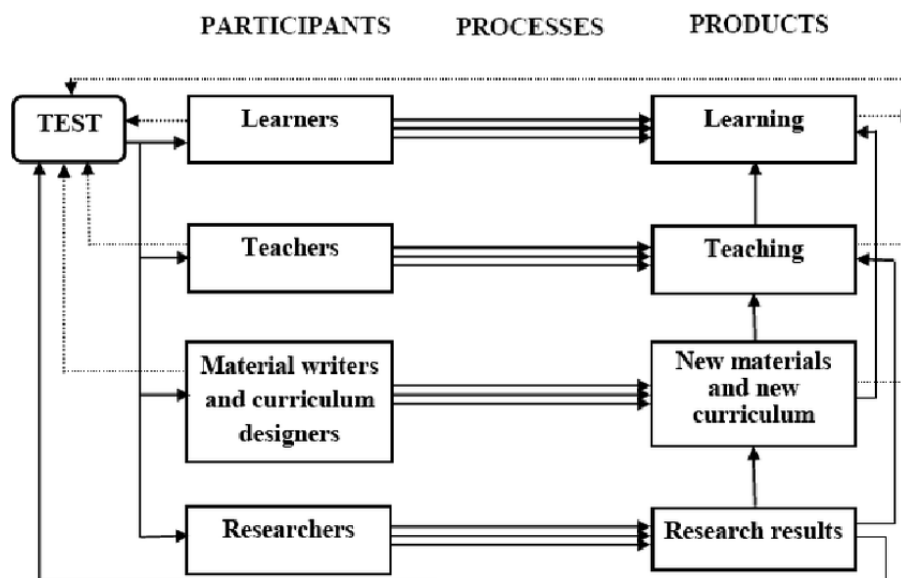 PARTICIPANTS PROCESSES PRODUCTS
TEST
Learners
Learning
Teachers
Teaching
Material writers
and curriculum
designers
New materials
and new
curriculum
Researchers
Research results